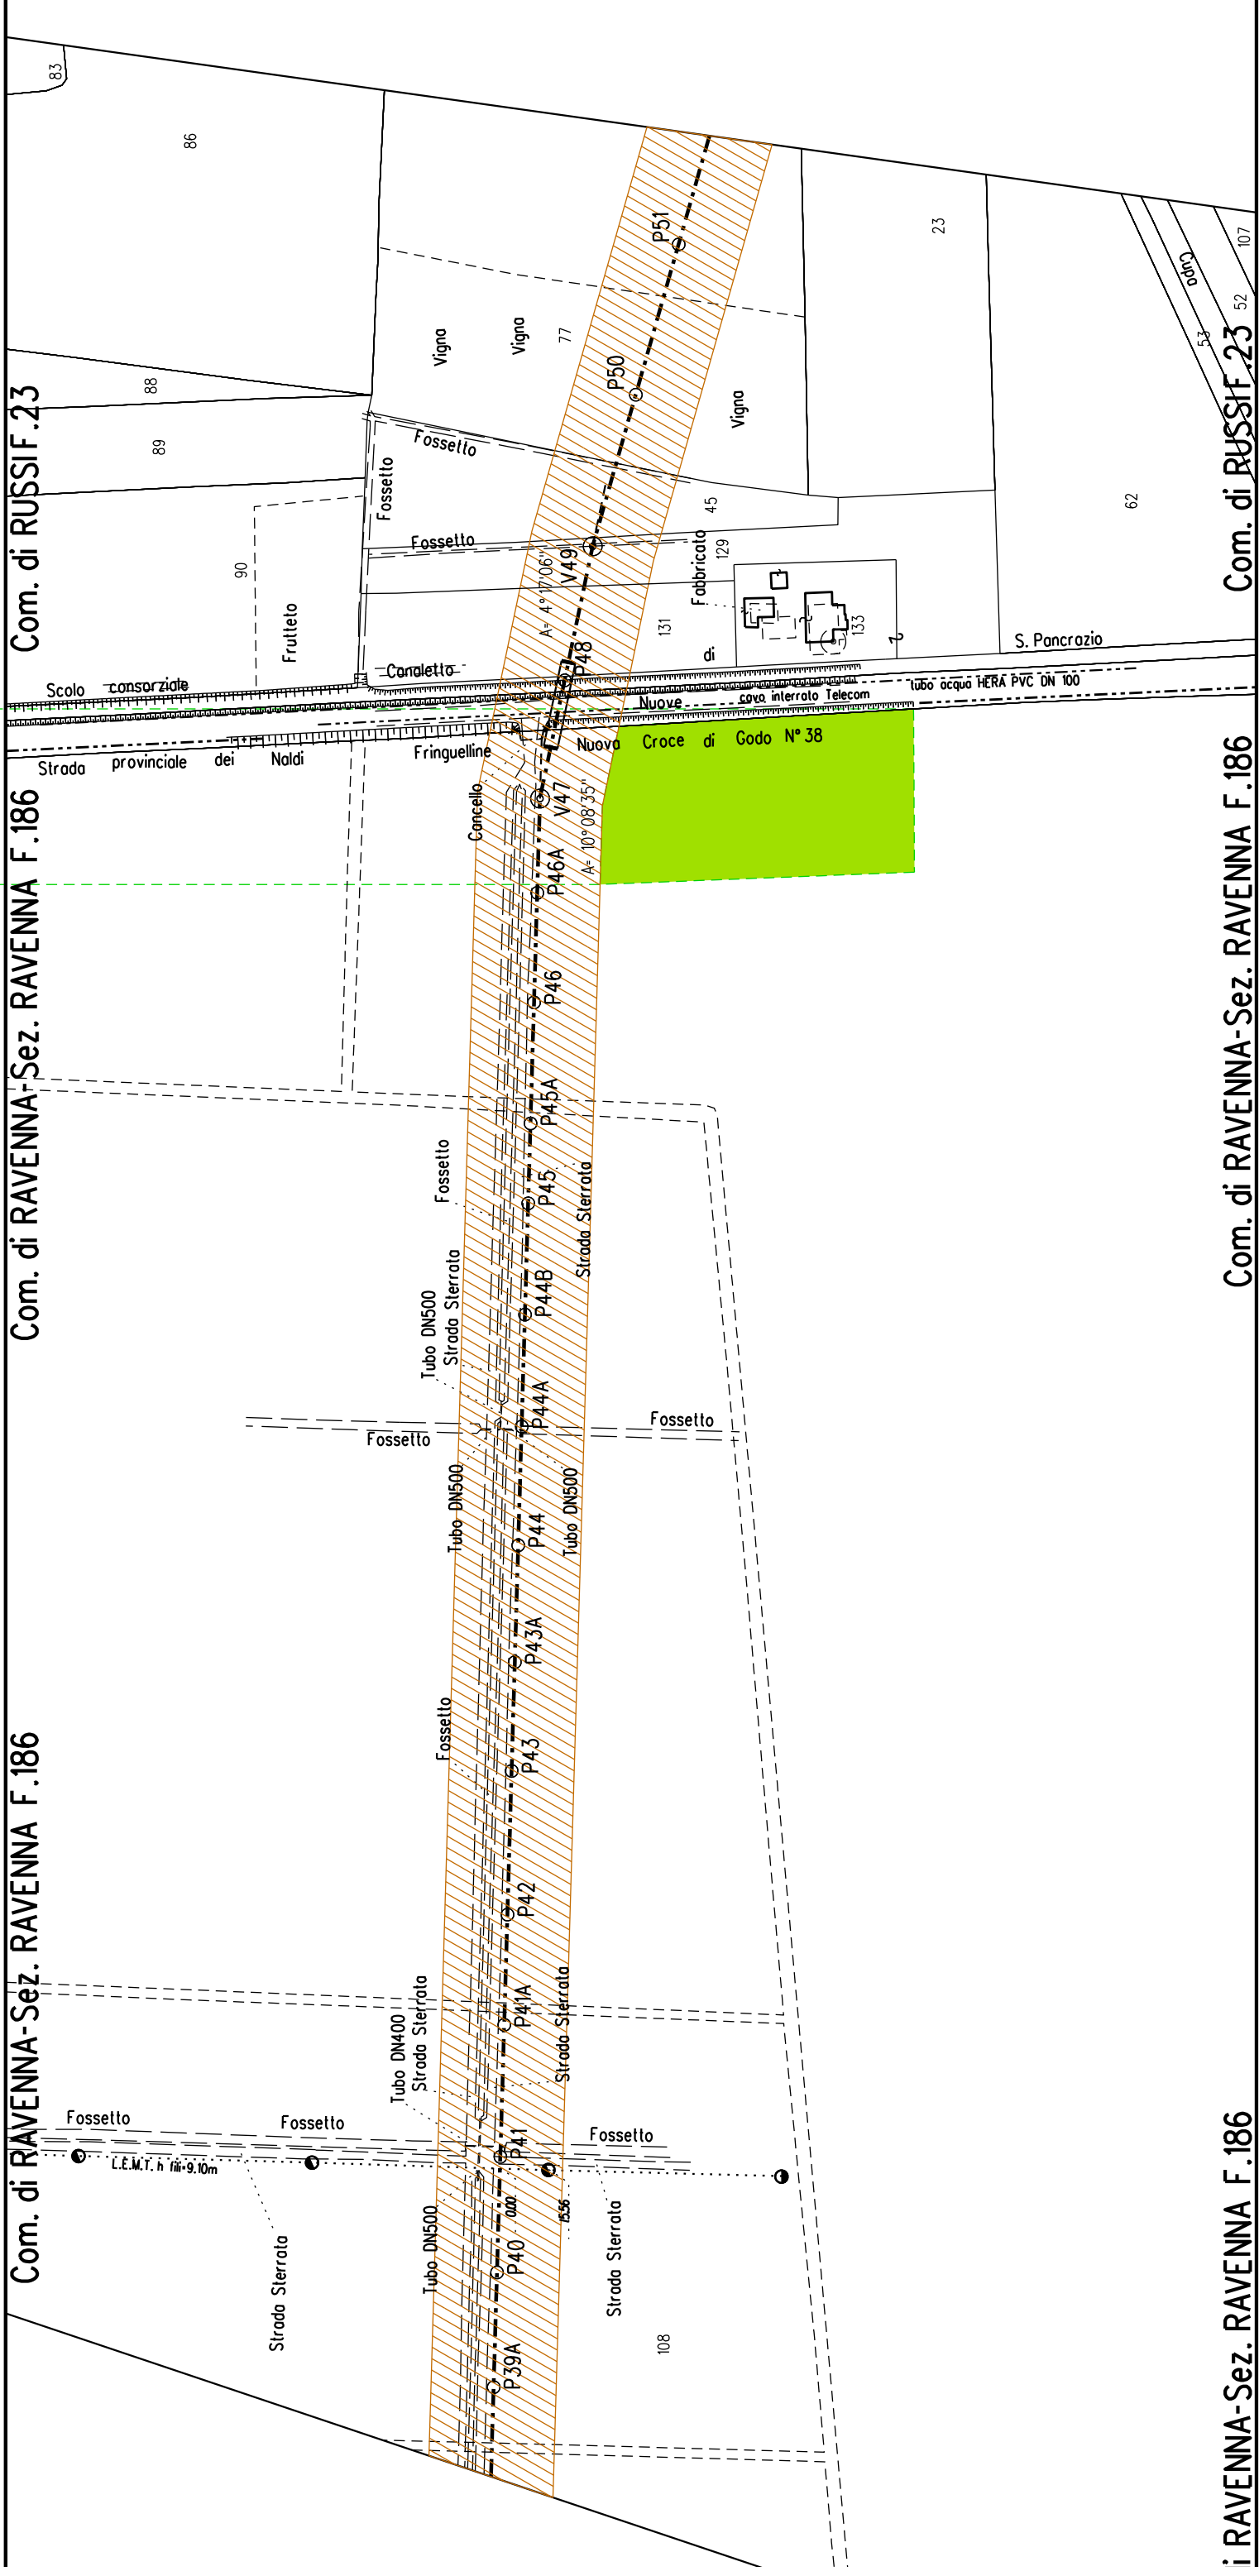 83
86
88
89
90
Com. di RUSSI F.23
Com. di RUSSI F.23
P51
23
107
52
53
Cupa
Vigna
Vigna
77
P50
Vigna
Fossetto
Fossetto
Fossetto
45
62
129
Fabbricato
V49
A= 4°17'06"
Frutteto
131
133
P48
di
S. Pancrazio
Canaletto
Scolo consorziale
Nuove
cavo interrato Telecom
tubo acqua HERA PVC DN 100
Strada provinciale dei Naldi
Fringuelline
Nuova Croce di Godo N°38
Cancello
V47
A= 10°08'35"
P46A
Com. di RAVENNA-Sez. RAVENNA F.186
Com. di RAVENNA-Sez. RAVENNA F.186
P46
P45A
Fossetto
P45
Strada Sterrata
Tubo DN500
Strada Sterrata
P44B
P44A
Fossetto
Fossetto
Tubo DN500
Tubo DN500
P44
P43A
Fossetto
P43
Com. di RAVENNA-Sez. RAVENNA F.186
P42
P41A
Tubo DN400
Strada Sterrata
Strada Sterrata
Fossetto
Fossetto
Fossetto
P41
L.E.M.T. h fili=9.10m
0.00
15.56
Tubo DN500
Strada Sterrata
Strada Sterrata
P40
108
P39A
i RAVENNA-Sez. RAVENNA F.186